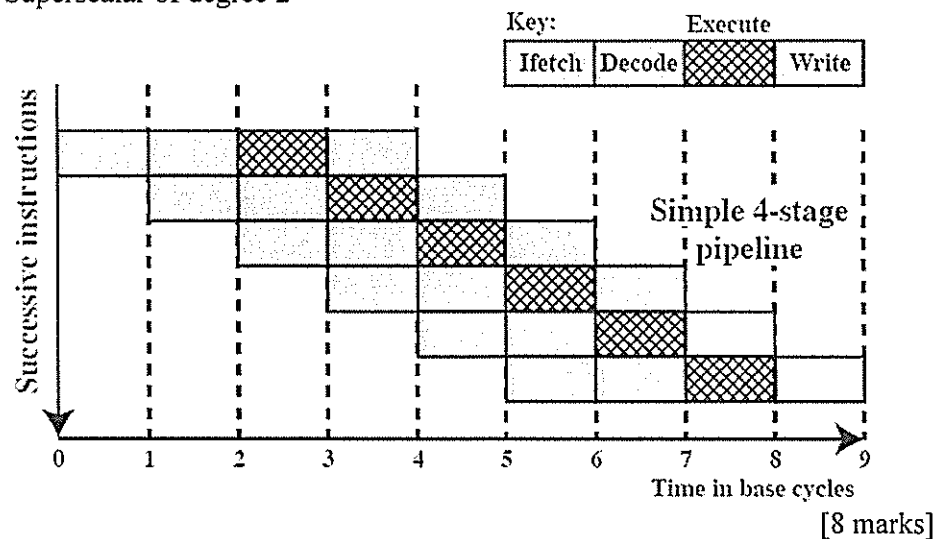 Superscalar of degree 2
Key:
Execute
Ifetch Decode Write
Successive instructions
Simple 4-stage
pipeline
0 1 2 3 4 5 6 7 8 9
Time in base cycles
[8 marks]